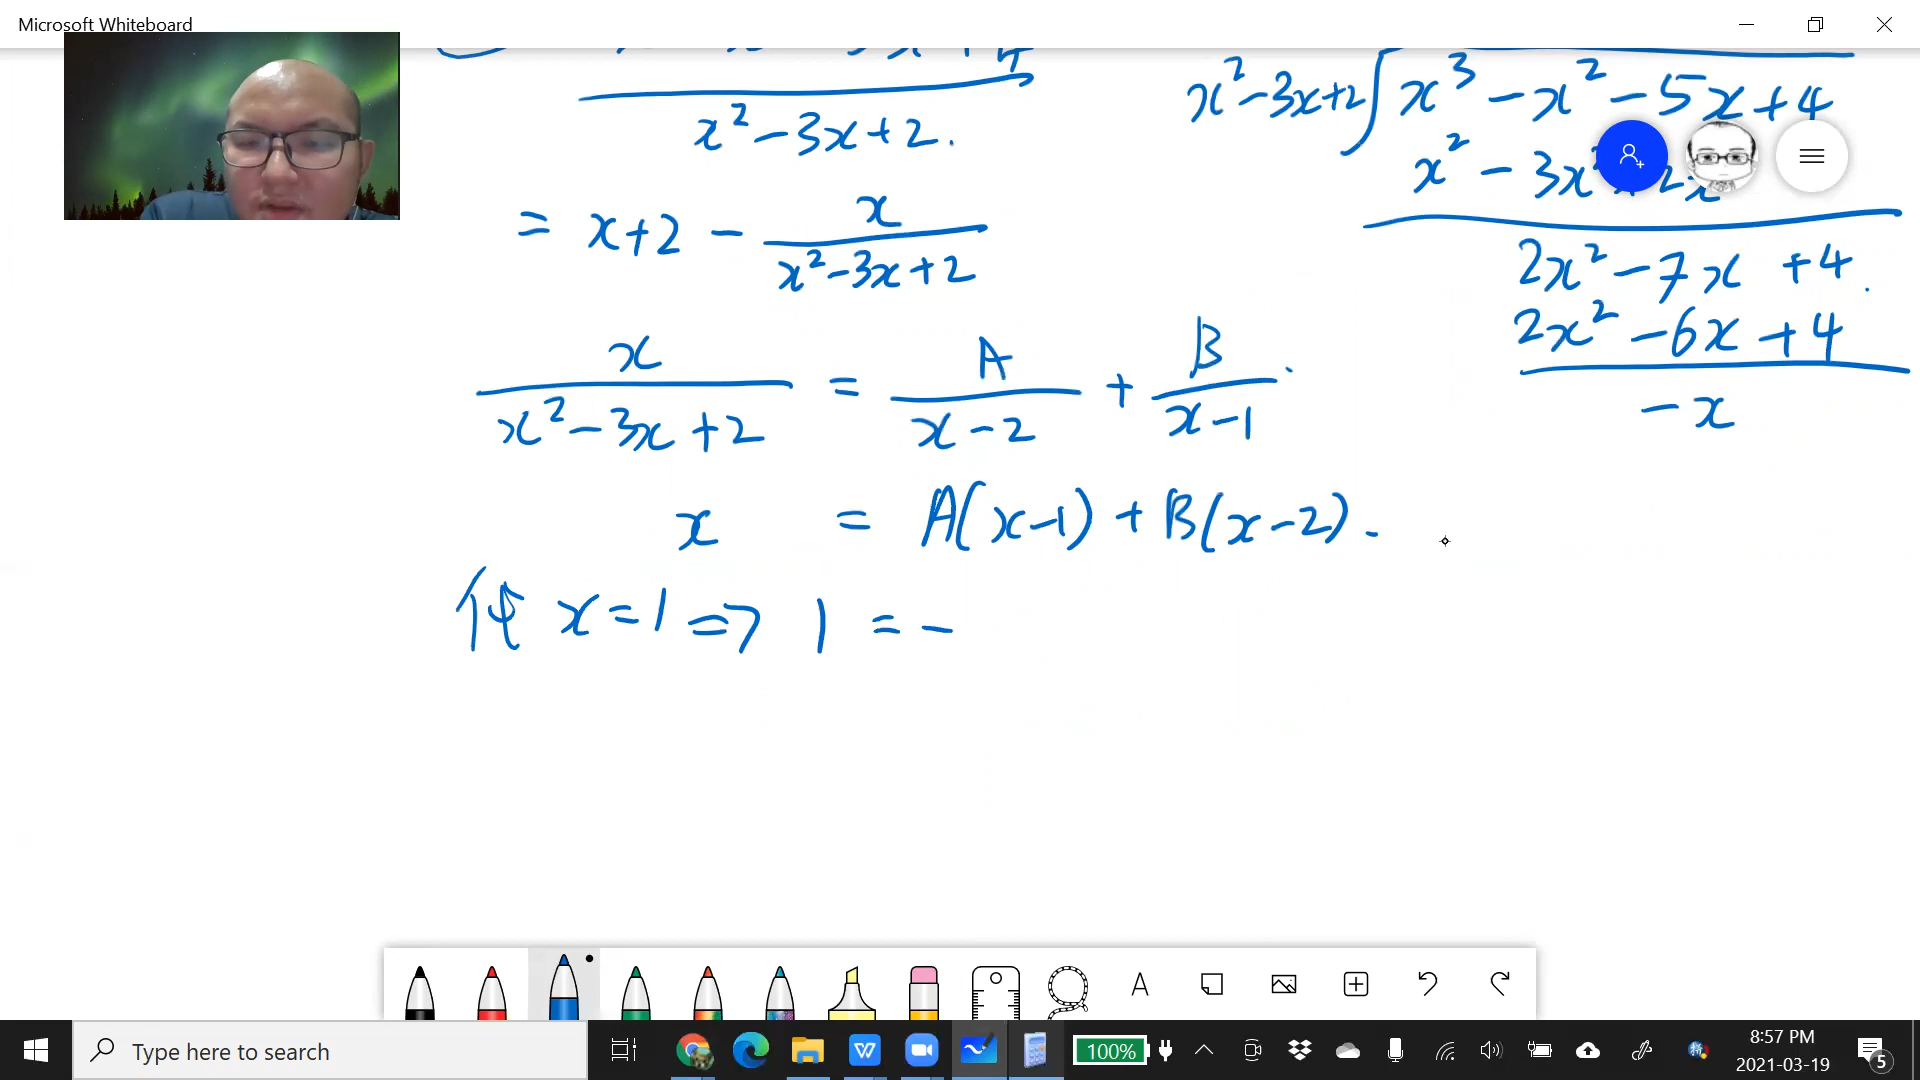 Microsoft Whiteboard
x² - 3x + 2.
x² - 3x + 2 x³ - x² - 5x + 4
x² - 3x² 2x
= x + 2 - x / (x² - 3x + 2)
2x² - 7x + 4.
2x² - 6x + 4
- x
x / (x² - 3x + 2) = A / (x - 2) + B / (x - 1).
x = A(x - 1) + B(x - 2).
x = 1 => 1 = -
A
Type here to search
100%
8:57 PM
2021-03-19
5